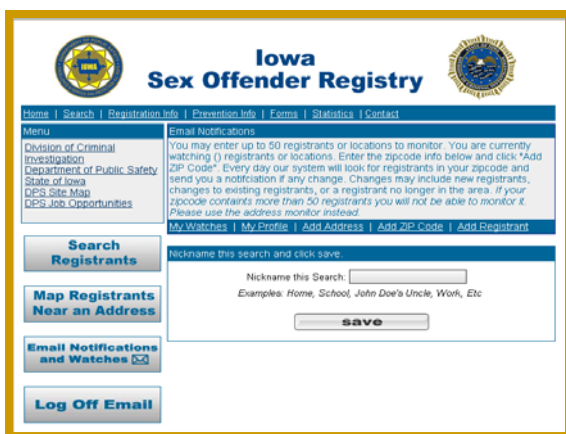 Iowa
Sex Offender Registry
IOWA
Home | Search | Registration Info | Prevention Info | Forms | Statistics | Contact
Menu
Division of Criminal
Investigation
Department of Public Safety
State of Iowa
DPS Site Map
DPS Job Opportunities
Search
Registrants
Map Registrants
Near an Address
Email Notifications
and Watches
Log Off Email
Email Notifications
You may enter up to 50 registrants or locations to monitor. You are currently
watching () registrants or locations. Enter the zipcode info below and click "Add
ZIP Code". Every day our system will look for registrants in your zipcode and
send you a notifciation if any change. Changes may include new registrants,
changes to existing registrants, or a registrant no longer in the area. If your
zipcode containts more than 50 registrants you will not be able to monitor it.
Please use the address monitor instead.
My Watches | My Profile | Add Address | Add ZIP Code | Add Registrant
Nickname this search and click save.
Nickname this Search:
Examples: Home, School, John Doe's Uncle, Work, Etc
save